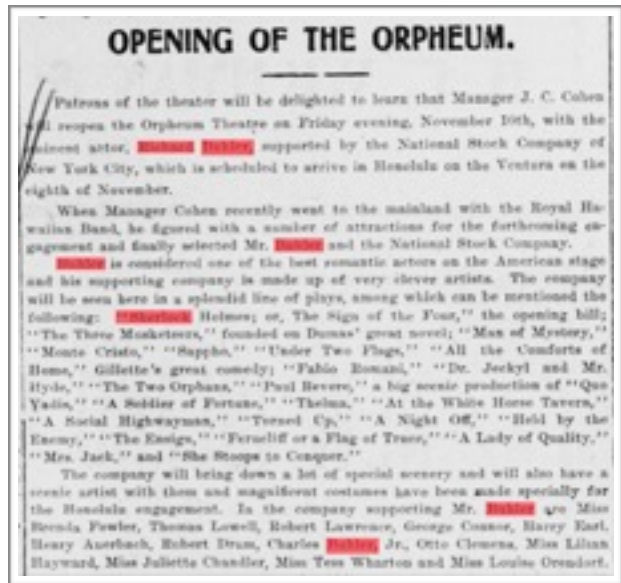 OPENING OF THE ORPHEUM.
Patrons of the theater will be delighted to learn that Manager J. C. Cohen
will reopen the Orpheum Theatre on Friday evening, November 10th, with the
eminent actor, Richard Buhler, supported by the National Stock Company of
New York City, which is scheduled to arrive in Honolulu on the Ventura on the
eighth of November.
When Manager Cohen recently went to the mainland with the Royal Ha-
waiian Band, he figured with a number of attractions for the forthcoming en-
gagement and finally selected Mr. Buhler and the National Stock Company.
Buhler is considered one of the best romantic actors on the American stage
and his supporting company is made up of very clever artists. The company
will be seen here in a splendid line of plays, among which can be mentioned the
following: "Sherlock Holmes; or, The Sign of the Four," the opening bill;
"The Three Musketeers," founded on Dumas' great novel; "Man of Mystery,"
"Monte Cristo," "Sappho," "Under Two Flags," "All the Comforts of
Home," Gillette's great comedy; "Fabio Romani," "Dr. Jeckyl and Mr.
Hyde," "The Two Orphans," "Paul Revere," a big scenic production of "Quo
Vadis," "A Soldier of Fortune," "Thelma," "At the White Horse Tavern,"
"A Social Highwayman," "Turned Up," "A Night Off," "Held by the
Enemy," "The Ensign," "Ferncliff or a Flag of Truce," "A Lady of Quality,"
"Mrs. Jack," and "She Stoops to Conquer."
The company will bring down a lot of special scenery and will also have a
scenic artist with them and magnificent costumes have been made specially for
the Honolulu engagement. In the company supporting Mr. Buhler are Miss
Brenda Fowler, Thomas Lowell, Robert Lawrence, George Connor, Harry Earl,
Henry Auerbach, Hubert Drum, Charles Buhler, Jr., Otto Clemens, Miss Lilian
Hayward, Miss Juliette Chandler, Miss Tess Wharton and Miss Louise Orendorf.